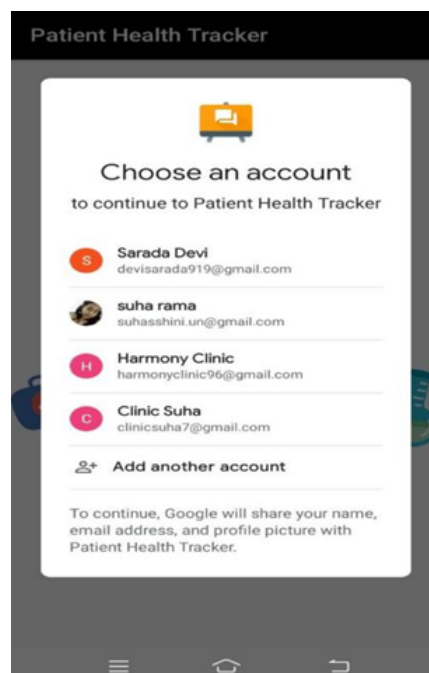 Patient Health Tracker
Choose an account
to continue to Patient Health Tracker
S
Sarada Devi
devisarada919@gmail.com
suha rama
suhasshini.un@gmail.com
H
Harmony Clinic
harmonyclinic96@gmail.com
C
Clinic Suha
clinicsuha7@gmail.com
Add another account
To continue, Google will share your name,
email address, and profile picture with
Patient Health Tracker.